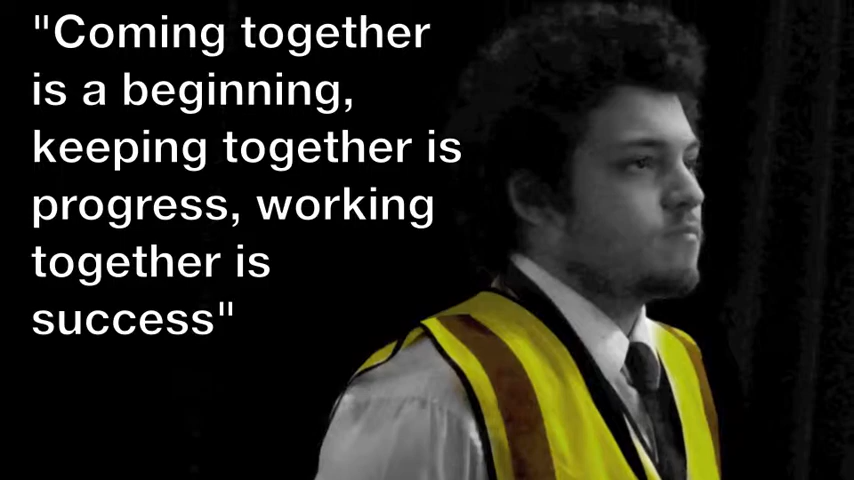 "Coming together
is a beginning,
keeping together is
progress, working
together is
success"